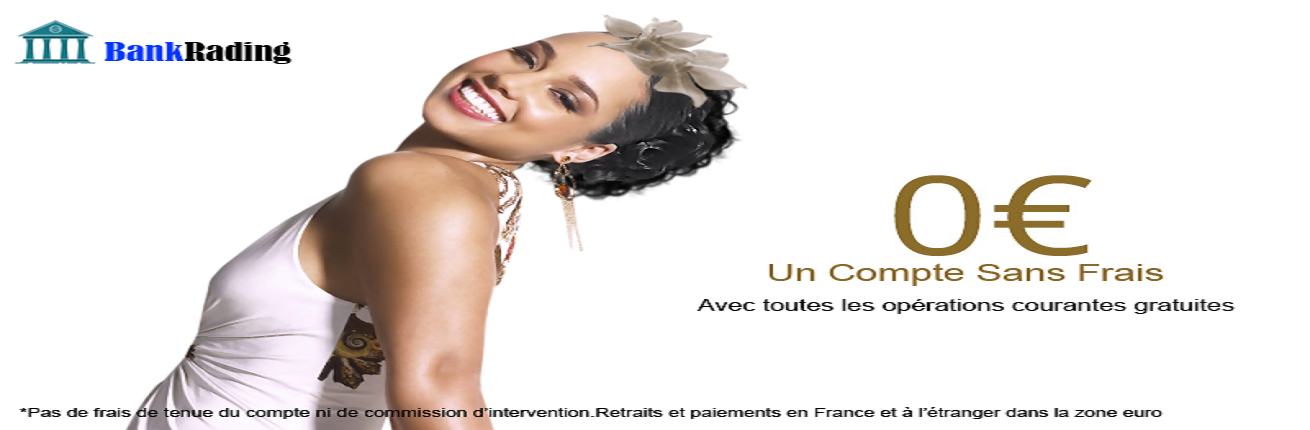 BankRading
0€
Un Compte Sans Frais
Avec toutes les opérations courantes gratuites
*Pas de frais de tenue du compte ni de commission d'intervention.Retraits et paiements en France et à l'étranger dans la zone euro